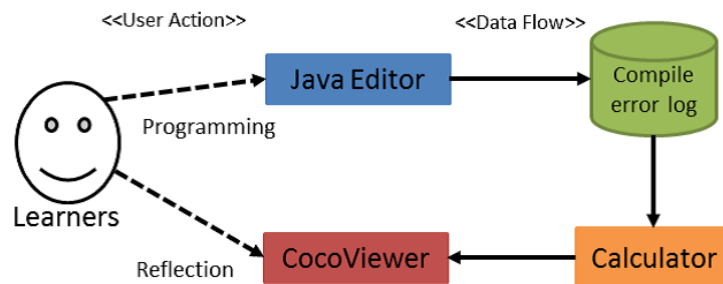 <<User Action>>
<<Data Flow>>
Java Editor
Compile
error log
Programming
Learners
Reflection
CocoViewer
Calculator